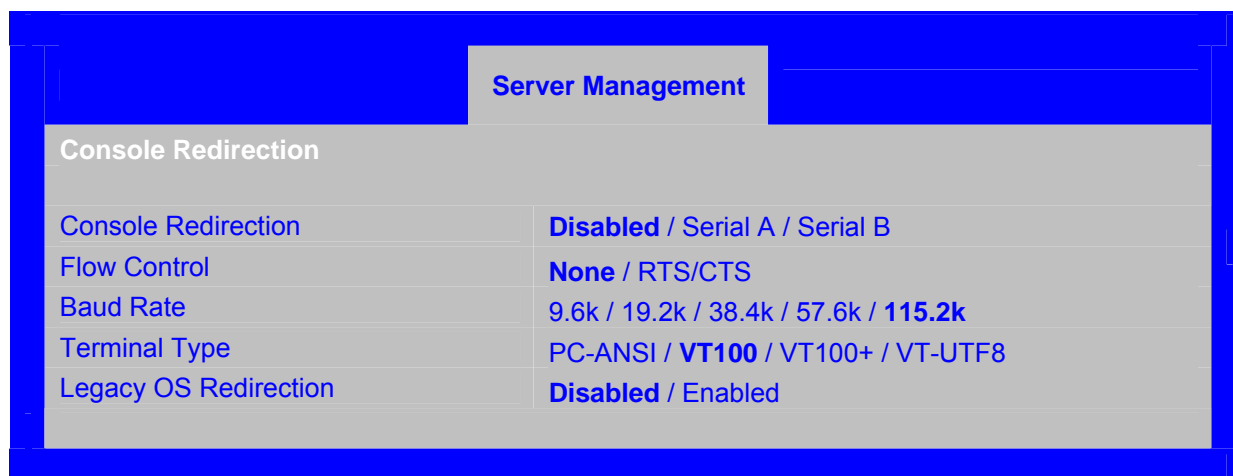 Server Management
Console Redirection
Console Redirection Disabled / Serial A / Serial B
Flow Control None / RTS/CTS
Baud Rate 9.6k / 19.2k / 38.4k / 57.6k / 115.2k
Terminal Type PC-ANSI / VT100 / VT100+ / VT-UTF8
Legacy OS Redirection Disabled / Enabled